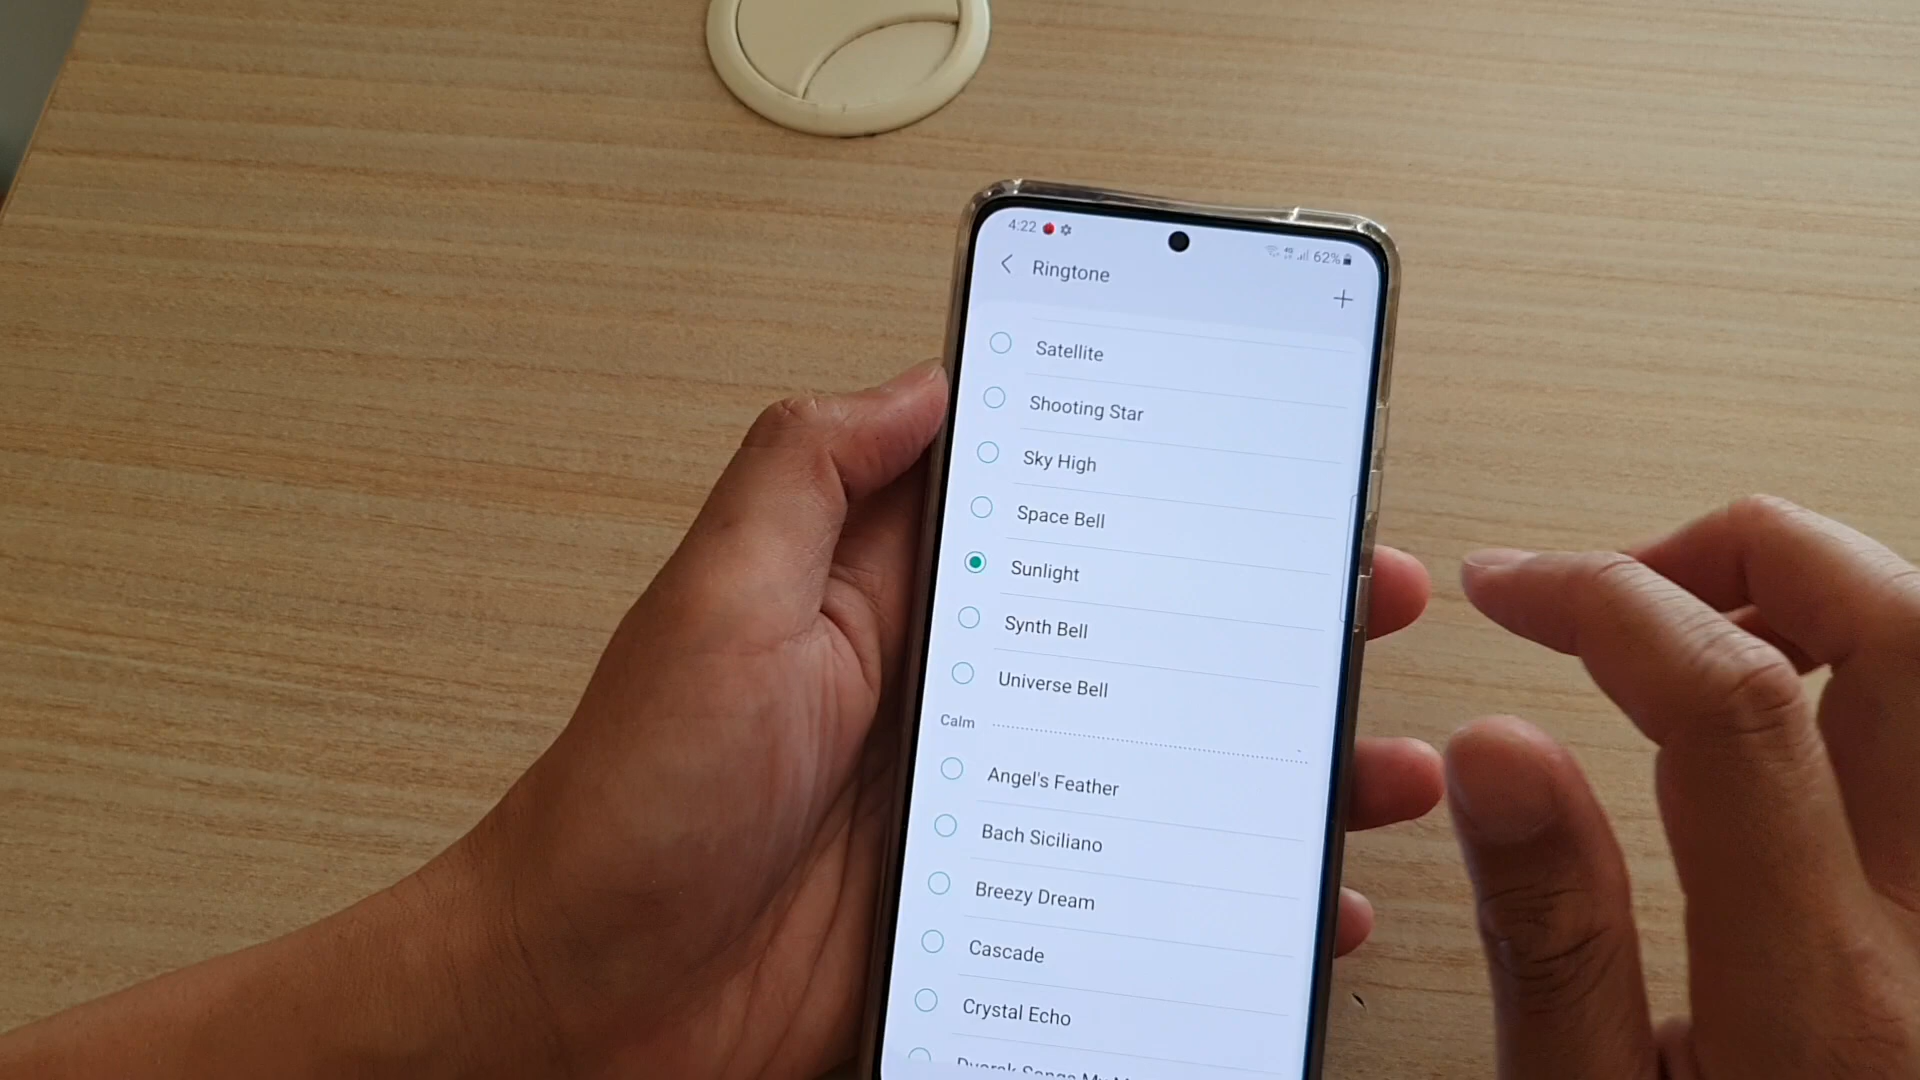 4:22
62%
Ringtone
+
Satellite
Shooting Star
Sky High
Space Bell
Sunlight
Synth Bell
Universe Bell
Calm
Angel's Feather
Bach Siciliano
Breezy Dream
Cascade
Crystal Echo